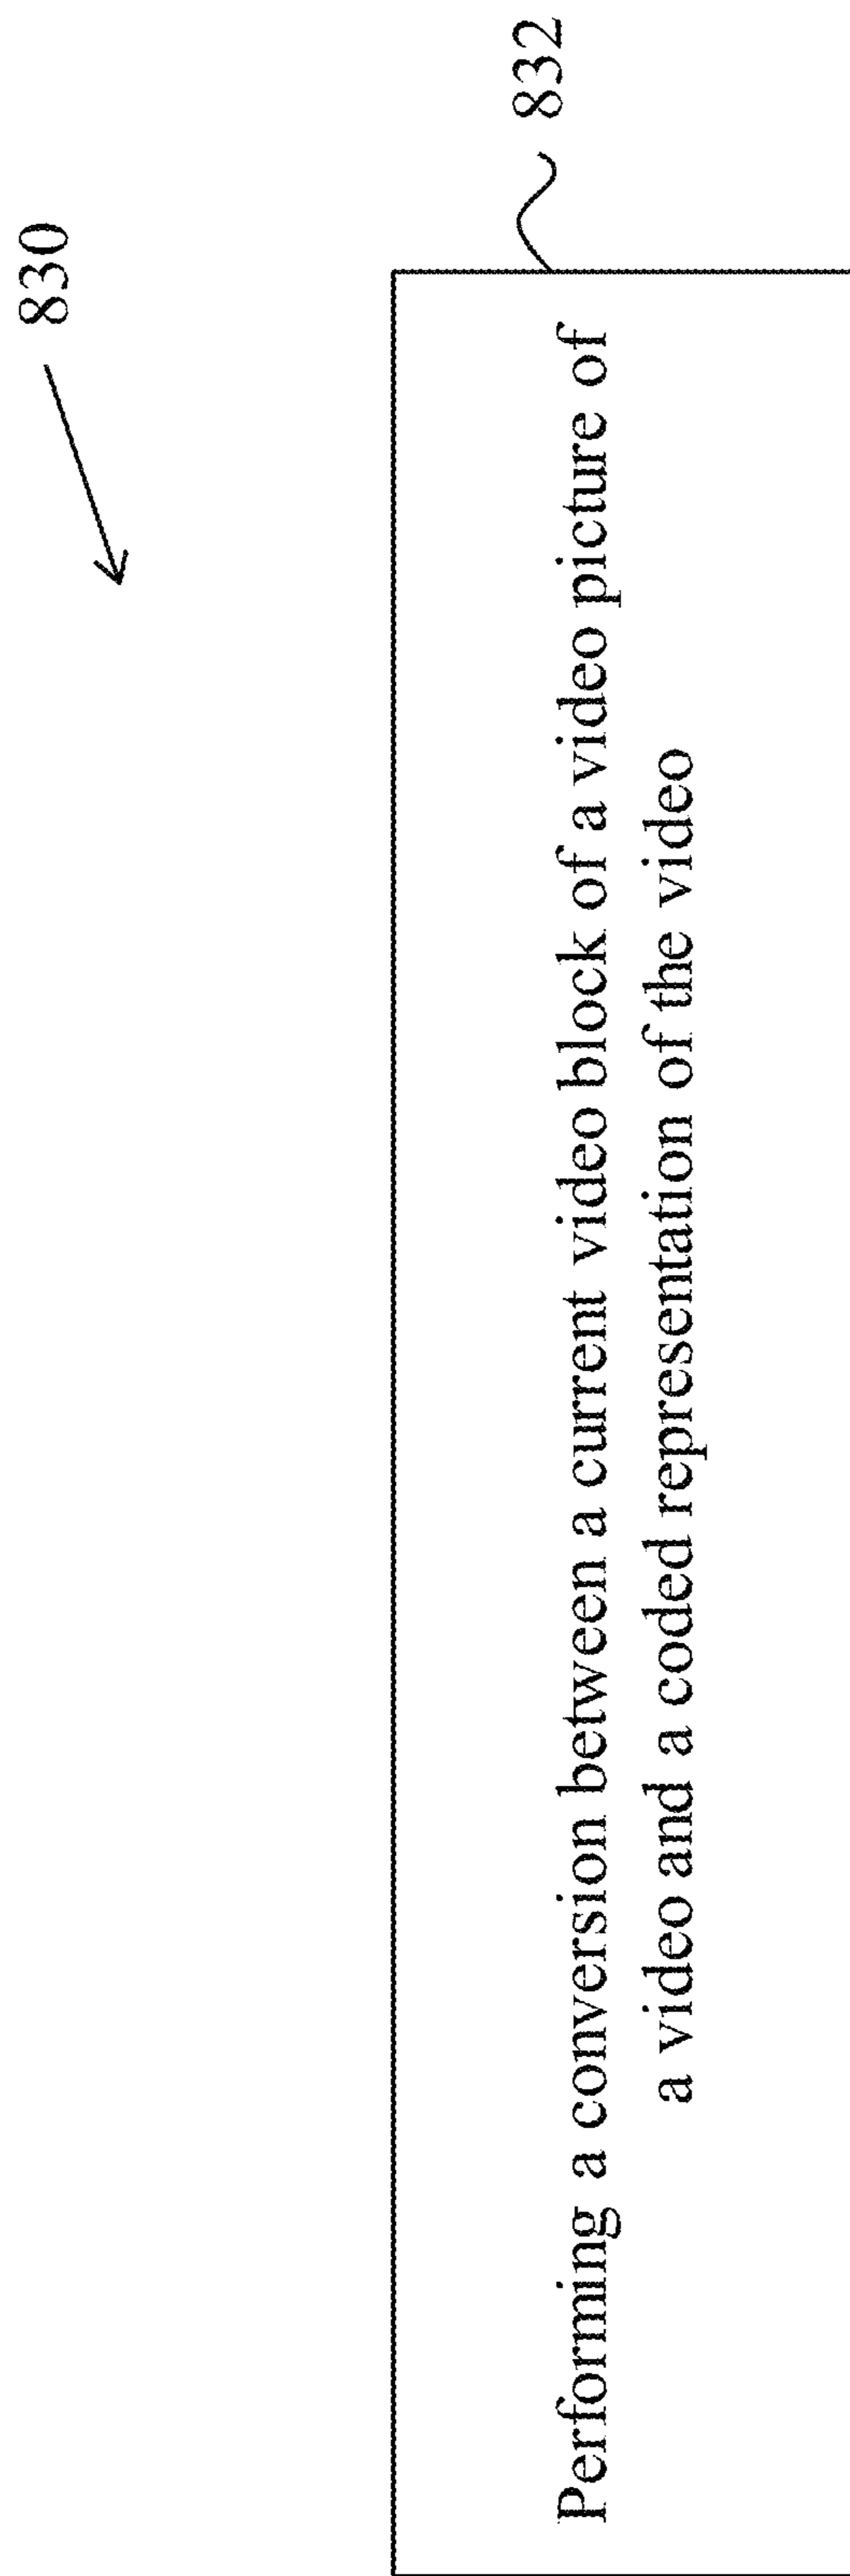 830
832
Performing a conversion between a current video block of a video picture of
a video and a coded representation of the video